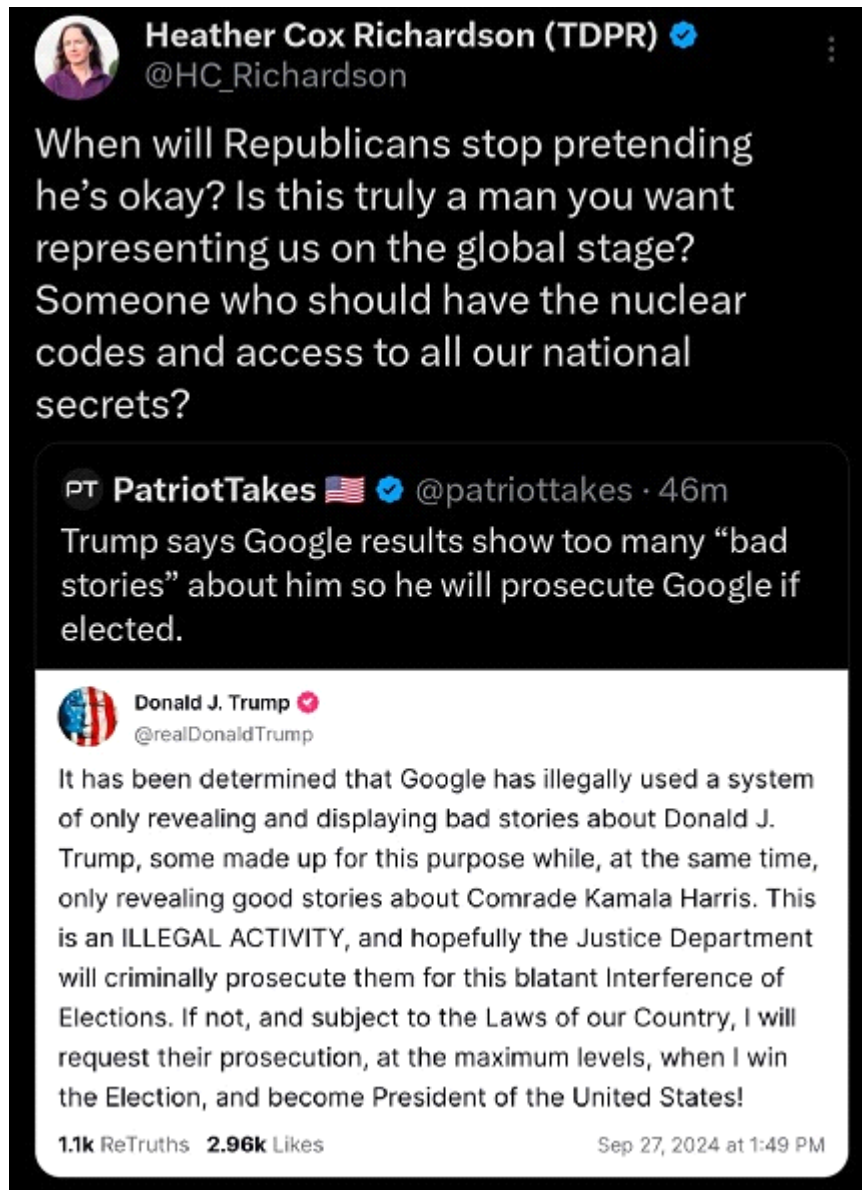 Heather Cox Richardson (TDPR)
@HC_Richardson
When will Republicans stop pretending
he's okay? Is this truly a man you want
representing us on the global stage?
Someone who should have the nuclear
codes and access to all our national
secrets?
PT PatriotTakes 🇺🇸 @patriottakes · 46m
Trump says Google results show too many “bad
stories” about him so he will prosecute Google if
elected.
Donald J. Trump
@realDonaldTrump
It has been determined that Google has illegally used a system
of only revealing and displaying bad stories about Donald J.
Trump, some made up for this purpose while, at the same time,
only revealing good stories about Comrade Kamala Harris. This
is an ILLEGAL ACTIVITY, and hopefully the Justice Department
will criminally prosecute them for this blatant Interference of
Elections. If not, and subject to the Laws of our Country, I will
request their prosecution, at the maximum levels, when I win
the Election, and become President of the United States!
1.1k ReTruths 2.96k Likes Sep 27, 2024 at 1:49 PM